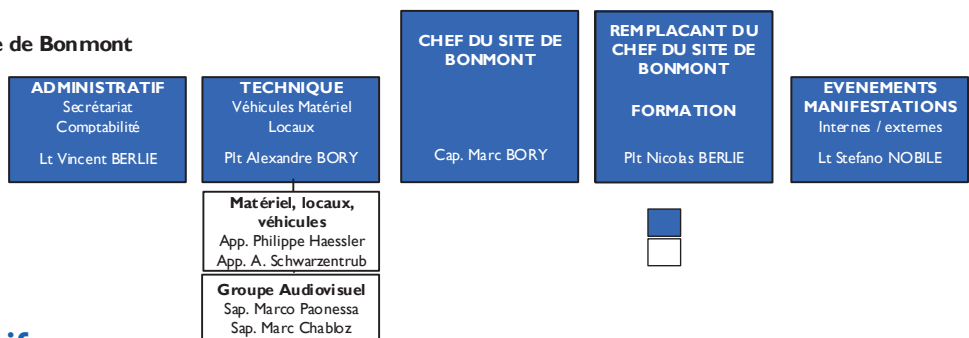 de Bonmont
ADMINISTRATIF
Secrétariat
Comptabilité
Lt Vincent BERLIE
TECHNIQUE
Véhicules Matériel
Locaux
Plt Alexandre BORY
CHEF DU SITE DE
BONMONT
Cap. Marc BORY
REMPLACANT DU
CHEF DU SITE DE
BONMONT
FORMATION
Plt Nicolas BERLIE
EVENEMENTS
MANIFESTATIONS
Internes / externes
Lt Stefano NOBILE
Matériel, locaux,
véhicules
App. Philippe Haessler
App. A. Schwarzentrub
Groupe Audiovisuel
Sap. Marco Paonessa
Sap. Marc Chabloz